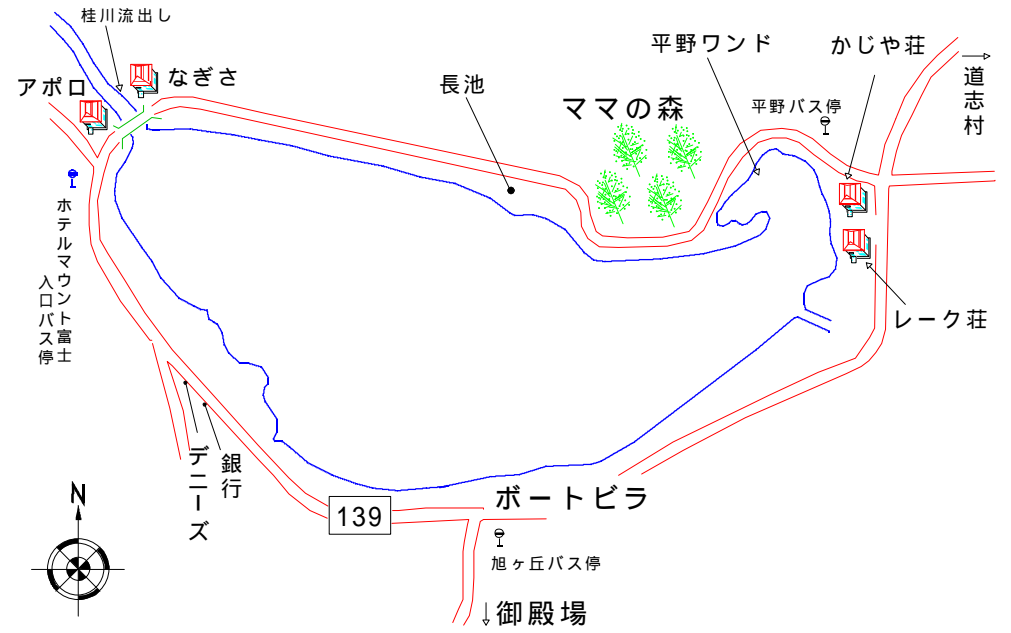 桂川流出し
アポロ
なぎさ
長池
ママの森
平野ワンド
平野バス停
かじや荘
道志村
ホテルマウント富士
入口バス停
レーク荘
デニーズ
銀行
139
ボートビラ
旭ヶ丘バス停
御殿場
N